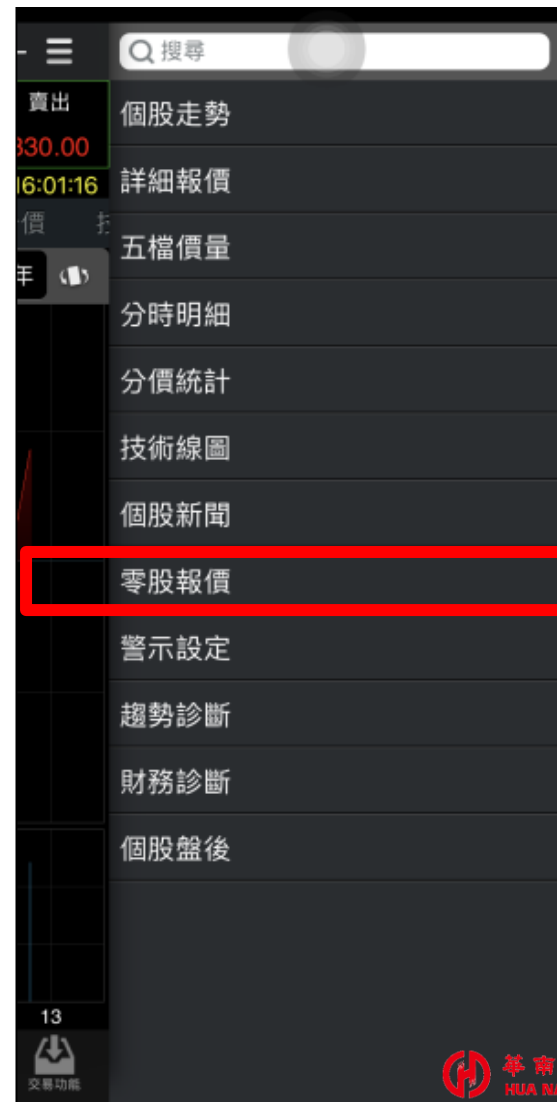 搜尋
賣出
330.00
16:01:16
價
年
個股走勢
詳細報價
五檔價量
分時明細
分價統計
技術線圖
個股新聞
零股報價
警示設定
趨勢診斷
財務診斷
個股盤後
13
交易功能
華南
HUA NA